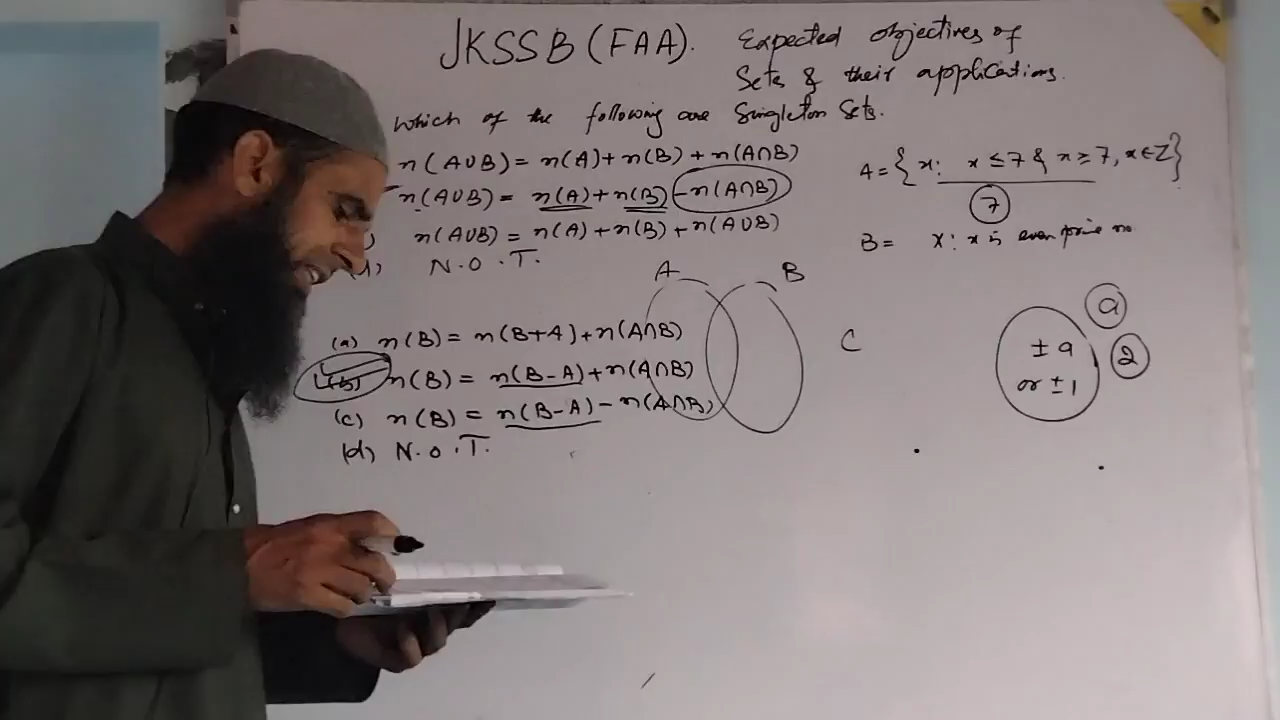 JKSSB (FAA). Expected objectives of
Sets & their applications.
Which of the following are Singleton Sets.
n(A∪B) = n(A) + n(B) + n(A∩B)
n(A∪B) = n(A) + n(B) - n(A∩B)
) n(A∪B) = n(A) + n(B) + n(A∪B)
(d) N.O.T.
A = {x: x ≤ 7 & x ≥ 7, x ∈ Z}
7
B = x: x is even prime no
A B
(a) n(B) = n(B+A) + n(A∩B)
(b) n(B) = n(B-A) + n(A∩B)
(c) n(B) = n(B-A) - n(A∩B)
(d) N.O.T.
C
± 9
or ± 1
a
2